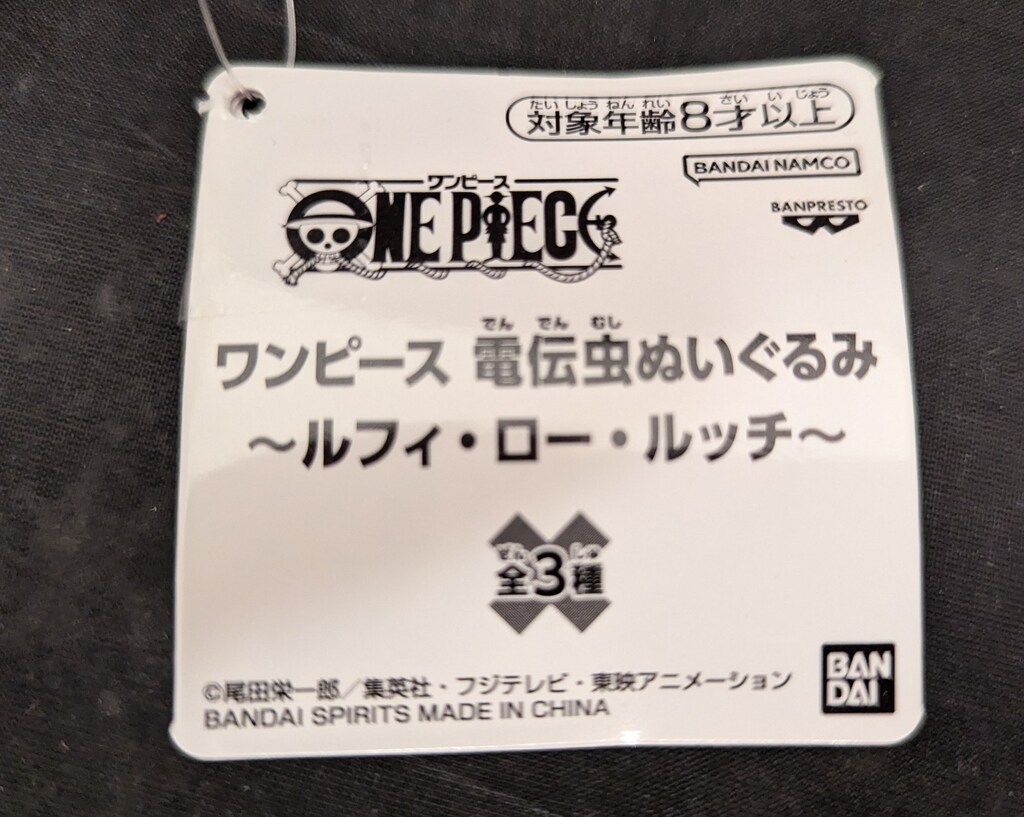 たいしょうねんれい さいいじょう
対象年齢8才以上
BANDAI NAMCO
BANPRESTO
ワンピース
ONE PIECE
でんでんむし
ワンピース 電伝虫ぬいぐるみ
～ルフィ・ロー・ルッチ～
ぜん しゅ
全3種
©尾田栄一郎／集英社・フジテレビ・東映アニメーション
BANDAI SPIRITS MADE IN CHINA
BAN
DAI